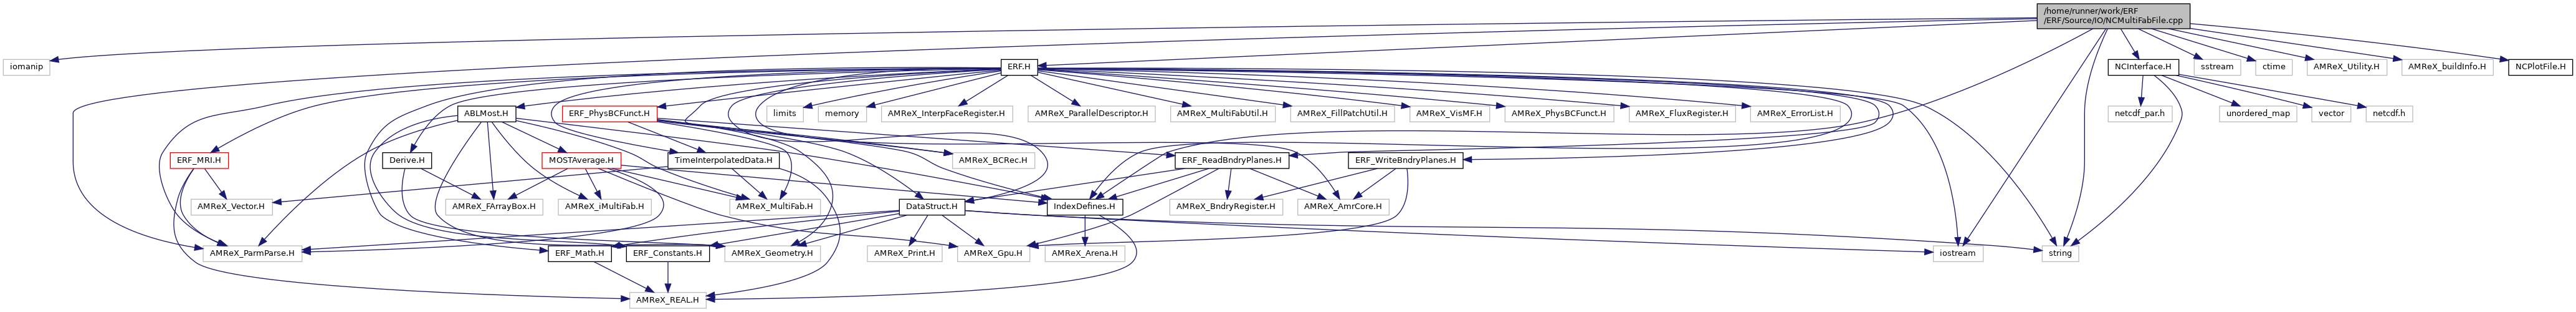 /home/runner/work/ERF
/ERF/Source/IO/NCMultiFabFile.cpp
iomanip
ERF.H
NCInterface.H
sstream
ctime
AMReX_Utility.H
AMReX_buildInfo.H
NCPlotFile.H
ABLMost.H
ERF_PhysBCFunct.H
limits
memory
AMReX_InterpFaceRegister.H
AMReX_ParallelDescriptor.H
AMReX_MultiFabUtil.H
AMReX_FillPatchUtil.H
AMReX_VisMF.H
AMReX_PhysBCFunct.H
AMReX_FluxRegister.H
AMReX_ErrorList.H
netcdf_par.h
unordered_map
vector
netcdf.h
ERF_MRI.H
Derive.H
MOSTAverage.H
TimeInterpolatedData.H
AMReX_BCRec.H
ERF_ReadBndryPlanes.H
ERF_WriteBndryPlanes.H
AMReX_Vector.H
AMReX_FArrayBox.H
AMReX_iMultiFab.H
AMReX_MultiFab.H
DataStruct.H
IndexDefines.H
AMReX_BndryRegister.H
AMReX_AmrCore.H
AMReX_ParmParse.H
ERF_Math.H
ERF_Constants.H
AMReX_Geometry.H
AMReX_Print.H
AMReX_Gpu.H
AMReX_Arena.H
iostream
string
AMReX_REAL.H